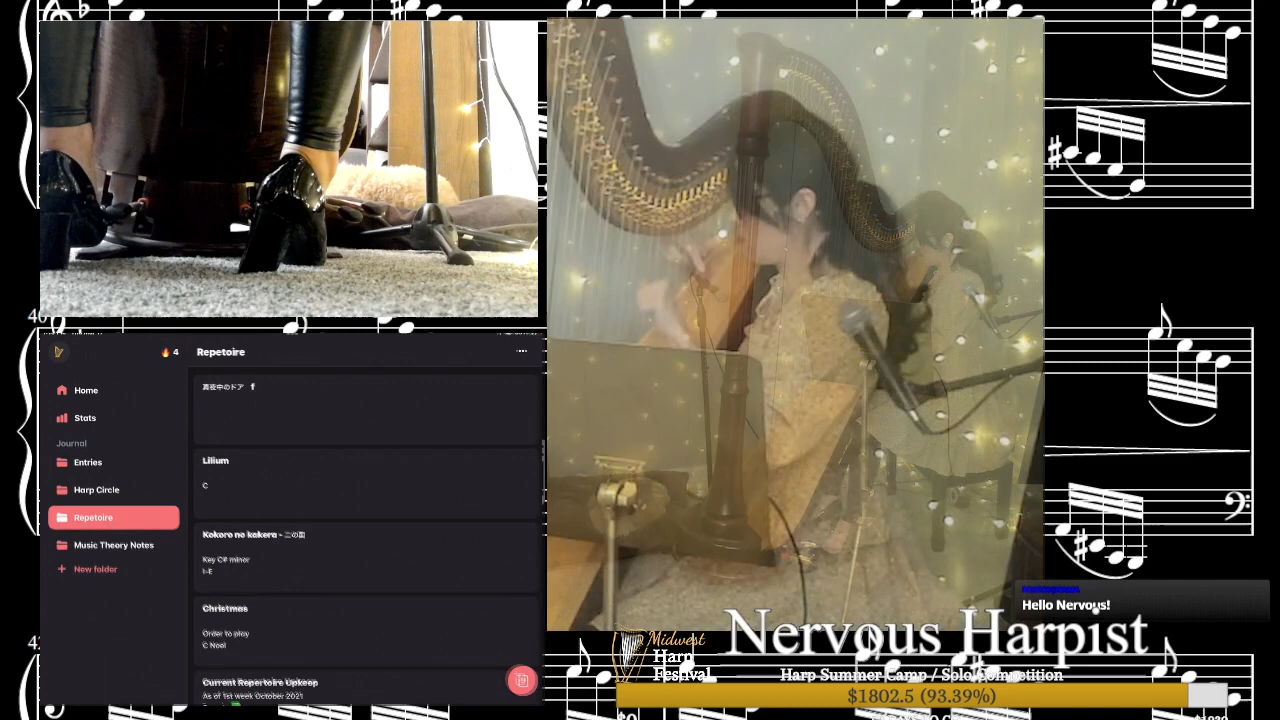 4
Repetoire
Home
Stats
Journal
Entries
Harp Circle
Repetoire
Music Theory Notes
New folder
真夜中のドア f
Lilium
C
Kokoro no kakera - 二の国
Key C# minor
I-E
Christmas
Order to play
C Noel
Current Repertoire Upkeep
As of 1st week October 2021
Hello Nervous!
Nervous Harpist
Midwest
Harp
Festival
Harp Summer Camp / Solo Competition
$1802.5 (93.39%)